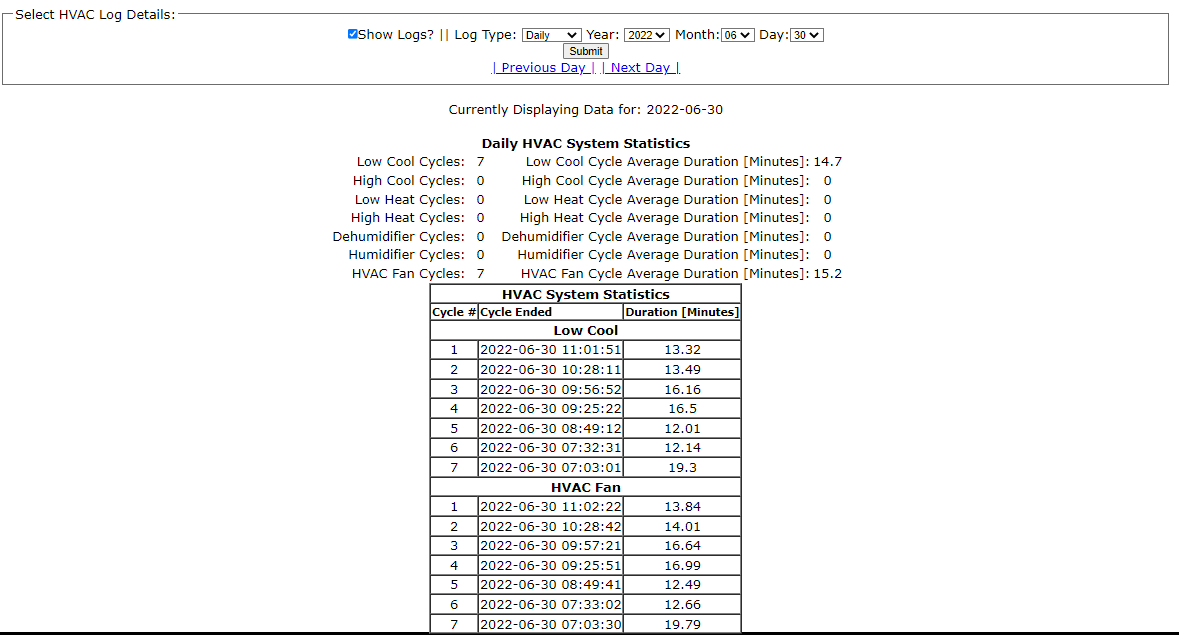 Select HVAC Log Details:
Show Logs? || Log Type: Daily Year: 2022 Month: 06 Day: 30
Submit
| Previous Day | | Next Day |
Currently Displaying Data for: 2022-06-30
Daily HVAC System Statistics
Low Cool Cycles: 7 Low Cool Cycle Average Duration [Minutes]: 14.7
High Cool Cycles: 0 High Cool Cycle Average Duration [Minutes]: 0
Low Heat Cycles: 0 Low Heat Cycle Average Duration [Minutes]: 0
High Heat Cycles: 0 High Heat Cycle Average Duration [Minutes]: 0
Dehumidifier Cycles: 0 Dehumidifier Cycle Average Duration [Minutes]: 0
Humidifier Cycles: 0 Humidifier Cycle Average Duration [Minutes]: 0
HVAC Fan Cycles: 7 HVAC Fan Cycle Average Duration [Minutes]: 15.2
HVAC System Statistics
Cycle # Cycle Ended Duration [Minutes]
Low Cool
1 2022-06-30 11:01:51 13.32
2 2022-06-30 10:28:11 13.49
3 2022-06-30 09:56:52 16.16
4 2022-06-30 09:25:22 16.5
5 2022-06-30 08:49:12 12.01
6 2022-06-30 07:32:31 12.14
7 2022-06-30 07:03:01 19.3
HVAC Fan
1 2022-06-30 11:02:22 13.84
2 2022-06-30 10:28:42 14.01
3 2022-06-30 09:57:21 16.64
4 2022-06-30 09:25:51 16.99
5 2022-06-30 08:49:41 12.49
6 2022-06-30 07:33:02 12.66
7 2022-06-30 07:03:30 19.79